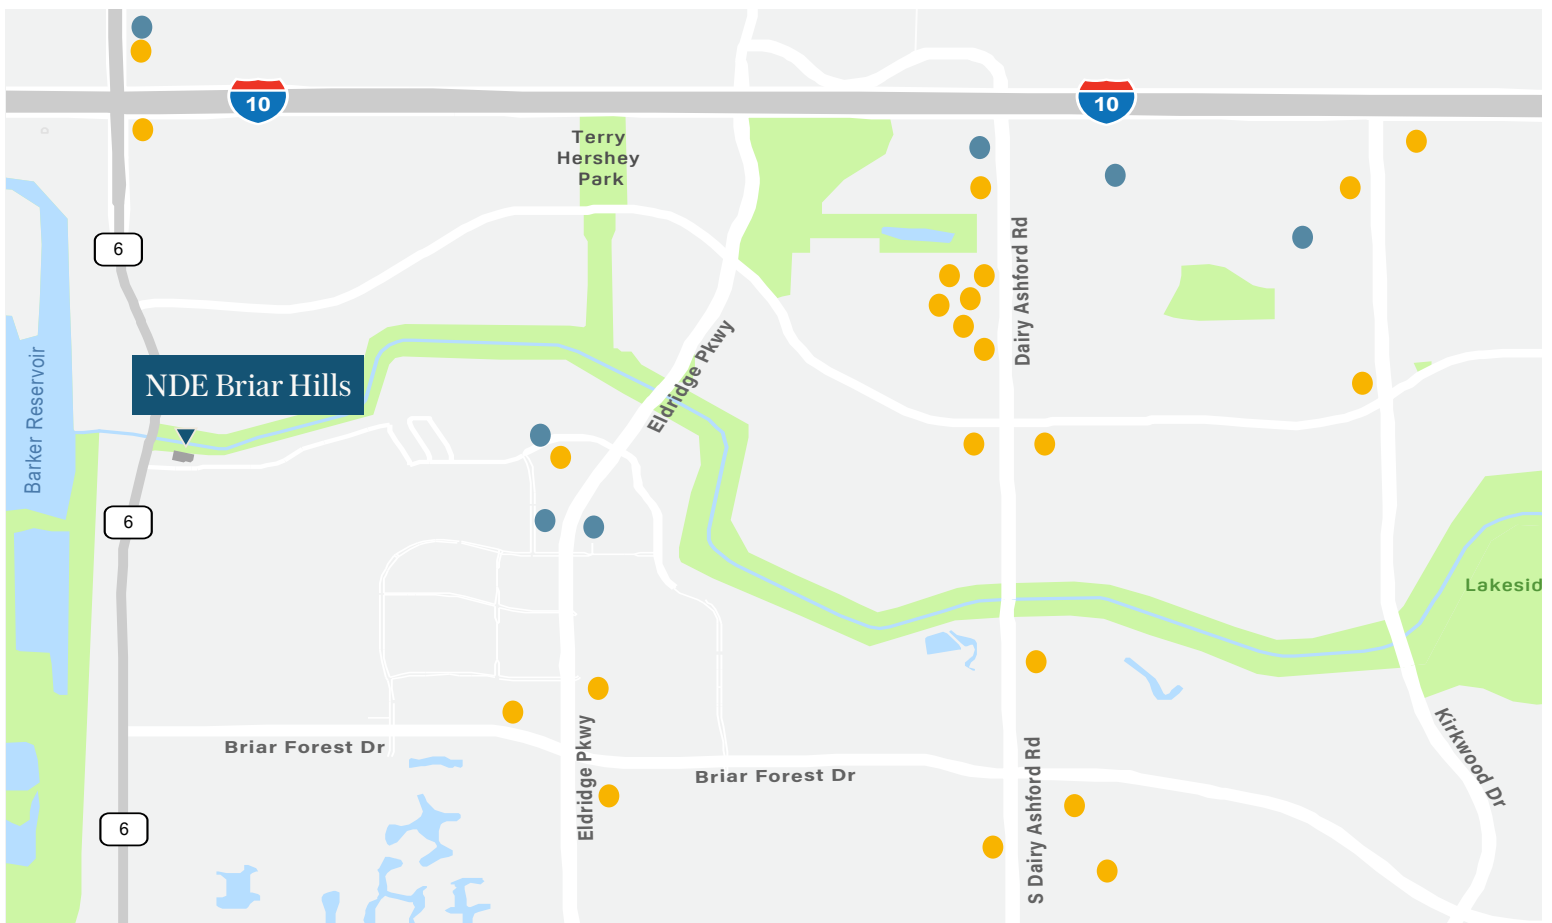 10
10
Terry
Hershey
Park
6
Dairy Ashford Rd
Eldridge Pkwy
Barker Reservoir
NDE Briar Hills
6
Lakesid
Briar Forest Dr
Eldridge Pkwy
Briar Forest Dr
S Dairy Ashford Rd
Kirkwood Dr
6